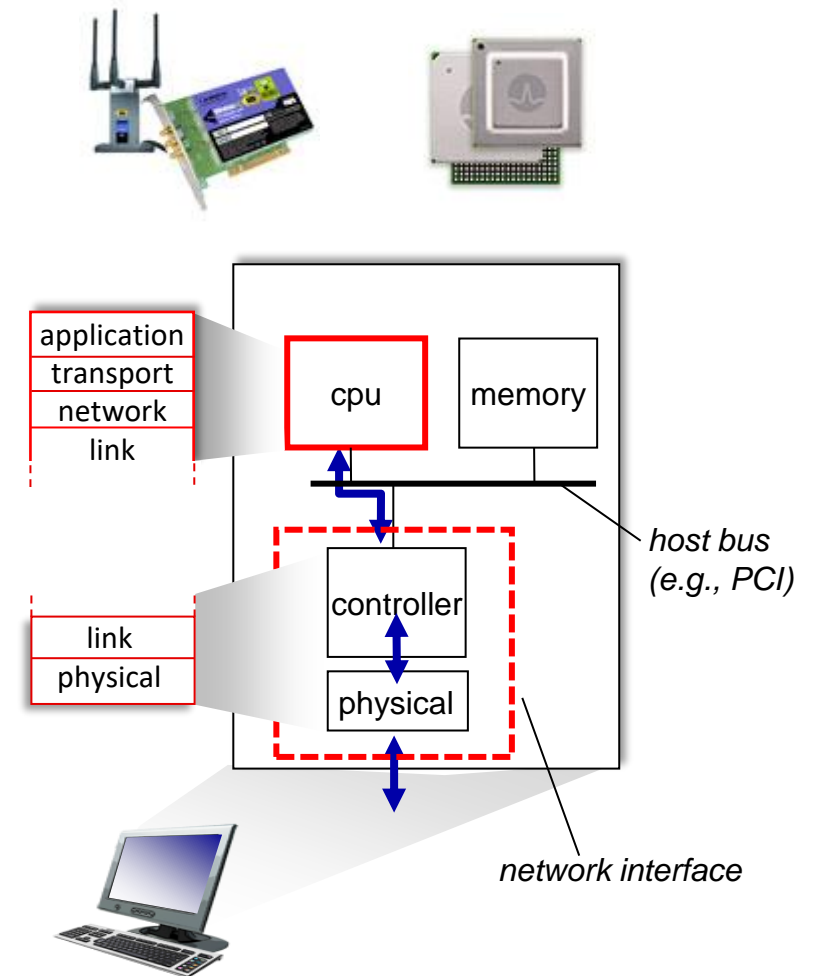 application
transport
network
link
cpu
memory
host bus
(e.g., PCI)
controller
link
physical
physical
network interface